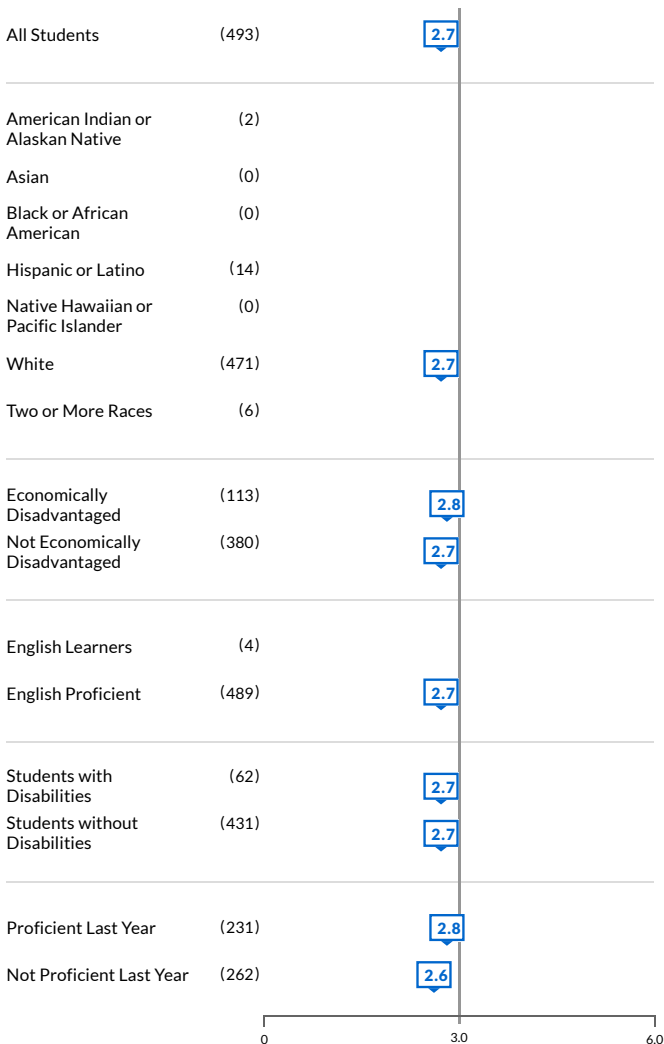 All Students (493) 2.7
American Indian or (2)
Alaskan Native
Asian (0)
Black or African (0)
American
Hispanic or Latino (14)
Native Hawaiian or (0)
Pacific Islander
White (471) 2.7
Two or More Races (6)
Economically (113) 2.8
Disadvantaged
Not Economically (380) 2.7
Disadvantaged
English Learners (4)
English Proficient (489) 2.7
Students with (62) 2.7
Disabilities
Students without (431) 2.7
Disabilities
Proficient Last Year (231) 2.8
Not Proficient Last Year (262) 2.6
0 3.0 6.0